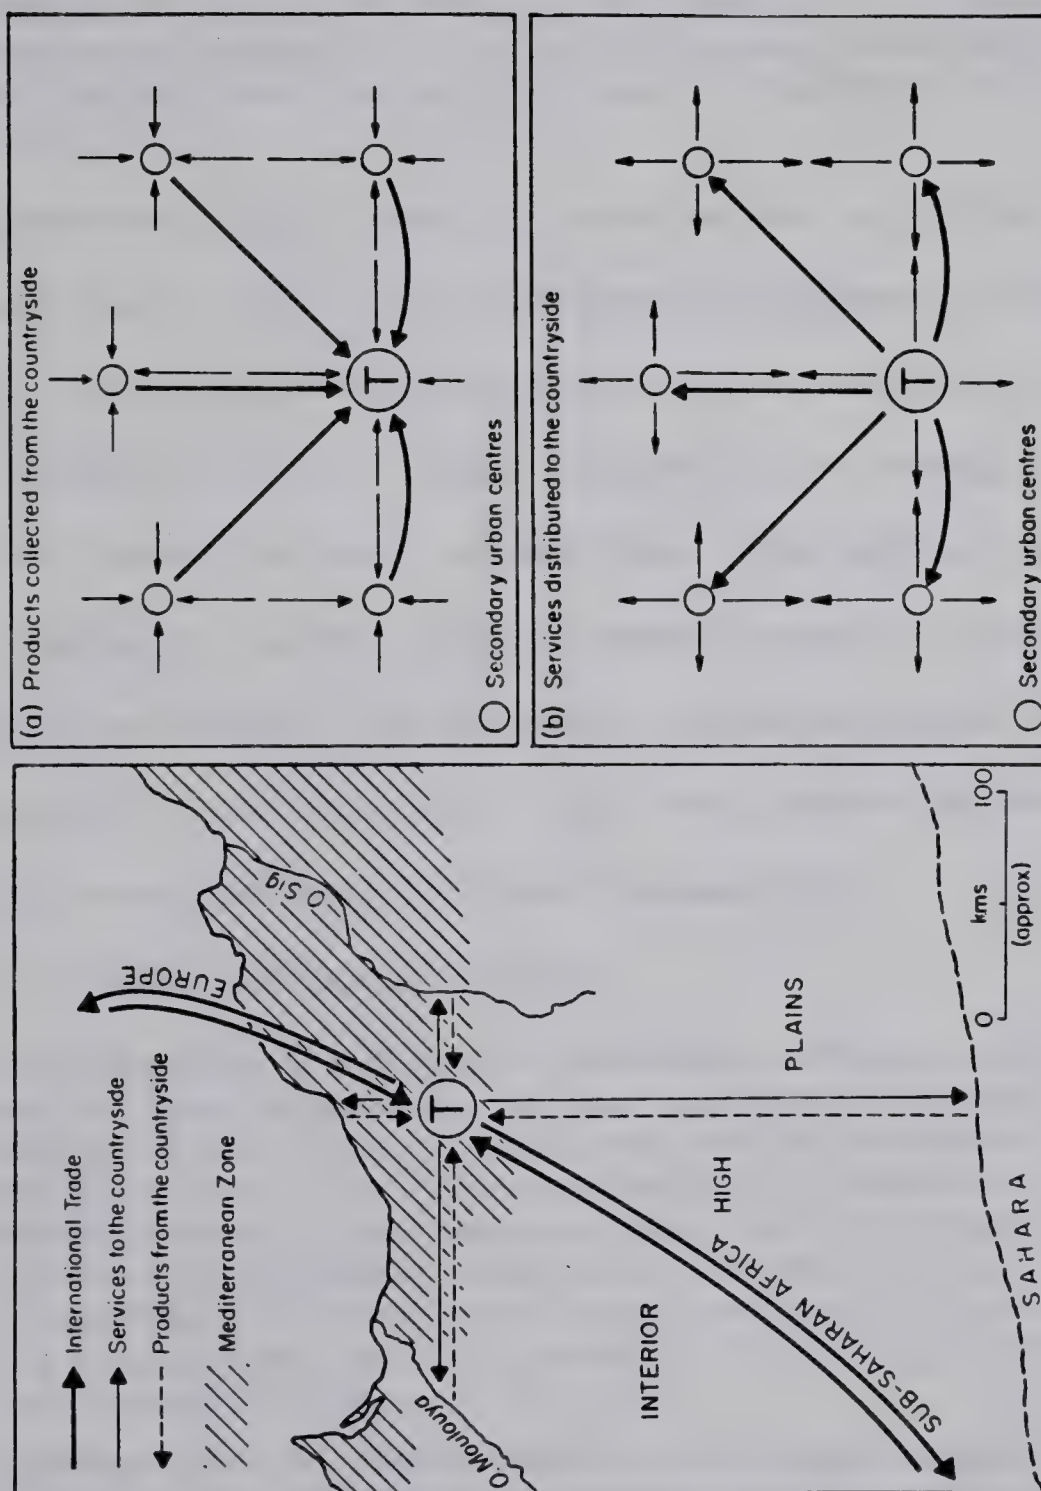 International Trade
Services to the countryside
Products from the countryside
Mediterranean Zone
EUROPE
O Sig
T
O. Moulouya
INTERIOR
HIGH
PLAINS
SUB-SAHARAN AFRICA
SAHARA
0
100
kms
(approx)
(a) Products collected from the countryside
T
Secondary urban centres
(b) Services distributed to the countryside
T
Secondary urban centres